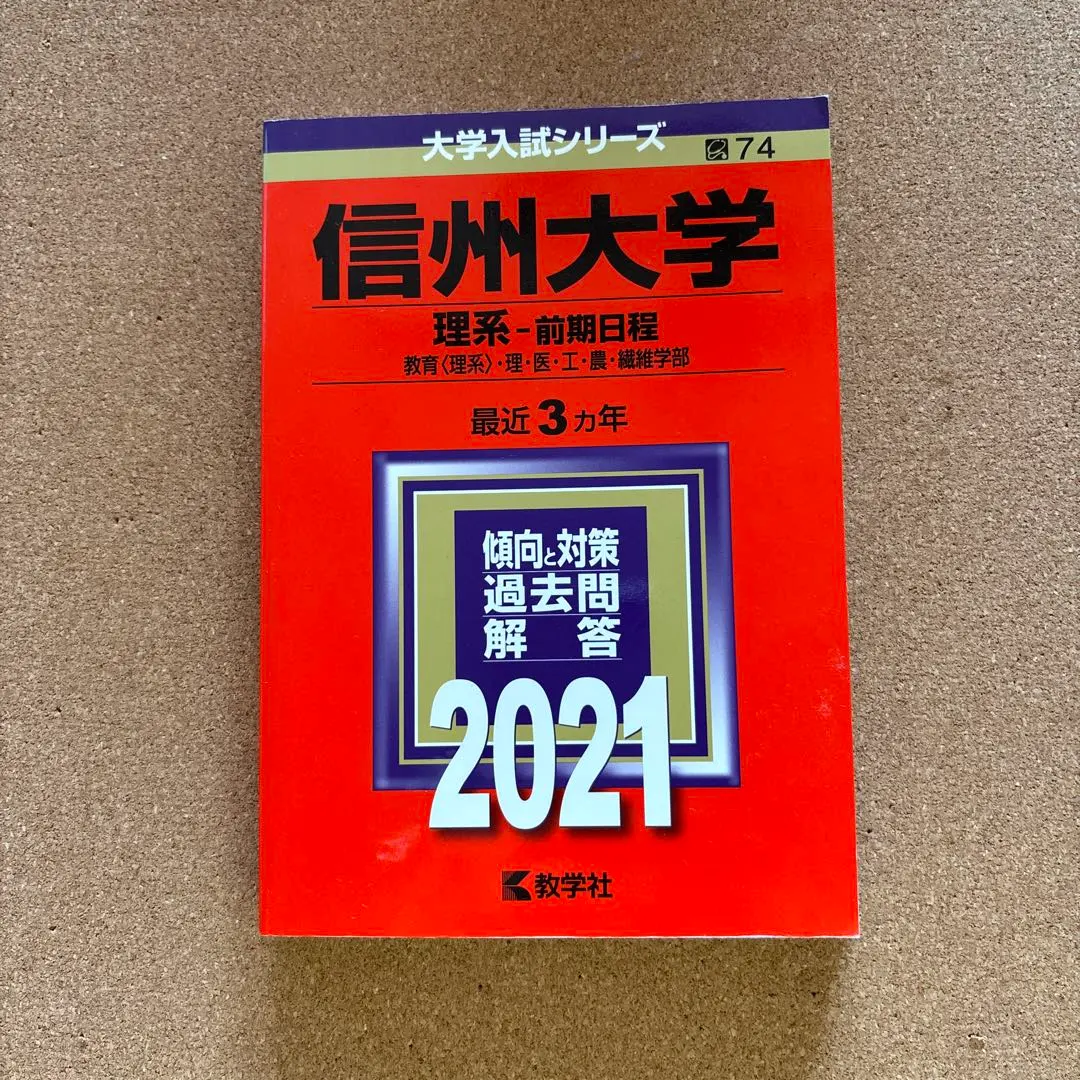 大学入試シリーズ
74
信州大学
理系-前期日程
教育〈理系〉・理・医・工・農・繊維学部
最近3カ年
傾向と対策
過去問
解答
2021
教学社